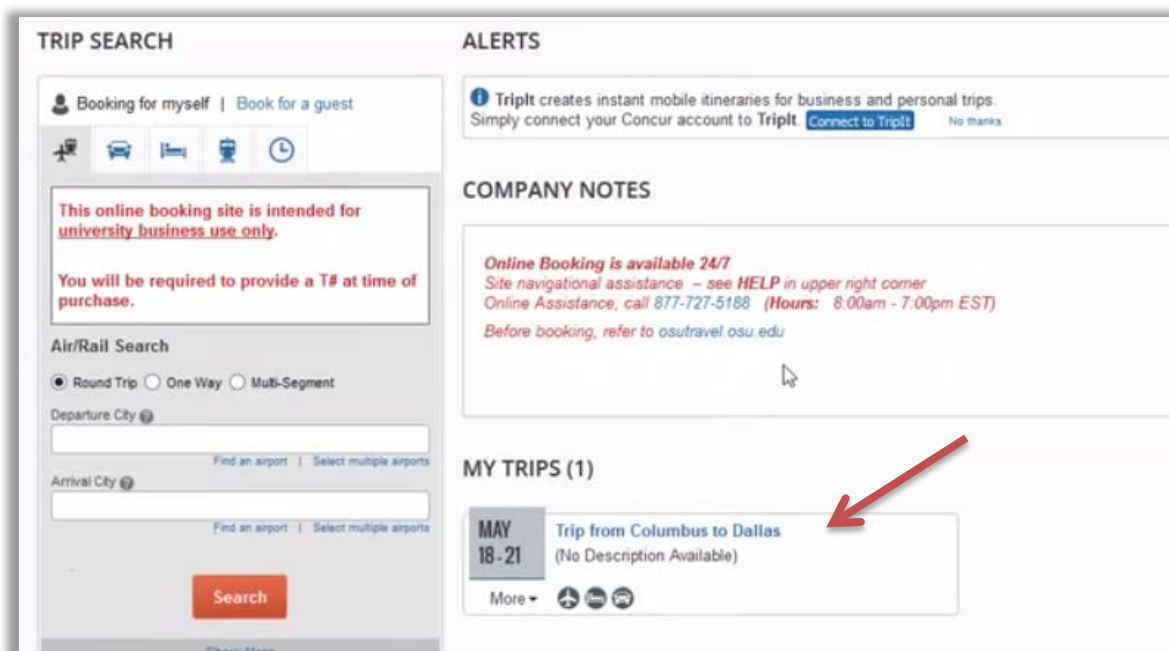 TRIP SEARCH
Booking for myself | Book for a guest
This online booking site is intended for
university business use only.
You will be required to provide a T# at time of
purchase.
Air/Rail Search
Round Trip One Way Multi-Segment
Departure City ?
Find an airport | Select multiple airports
Arrival City ?
Find an airport | Select multiple airports
Search
Show More
ALERTS
TripIt creates instant mobile itineraries for business and personal trips.
Simply connect your Concur account to TripIt. Connect to TripIt No thanks
COMPANY NOTES
Online Booking is available 24/7
Site navigational assistance – see HELP in upper right corner
Online Assistance, call 877-727-5188 (Hours: 8:00am - 7:00pm EST)
Before booking, refer to osutravel.osu.edu
MY TRIPS (1)
MAY
18-21
Trip from Columbus to Dallas
(No Description Available)
More